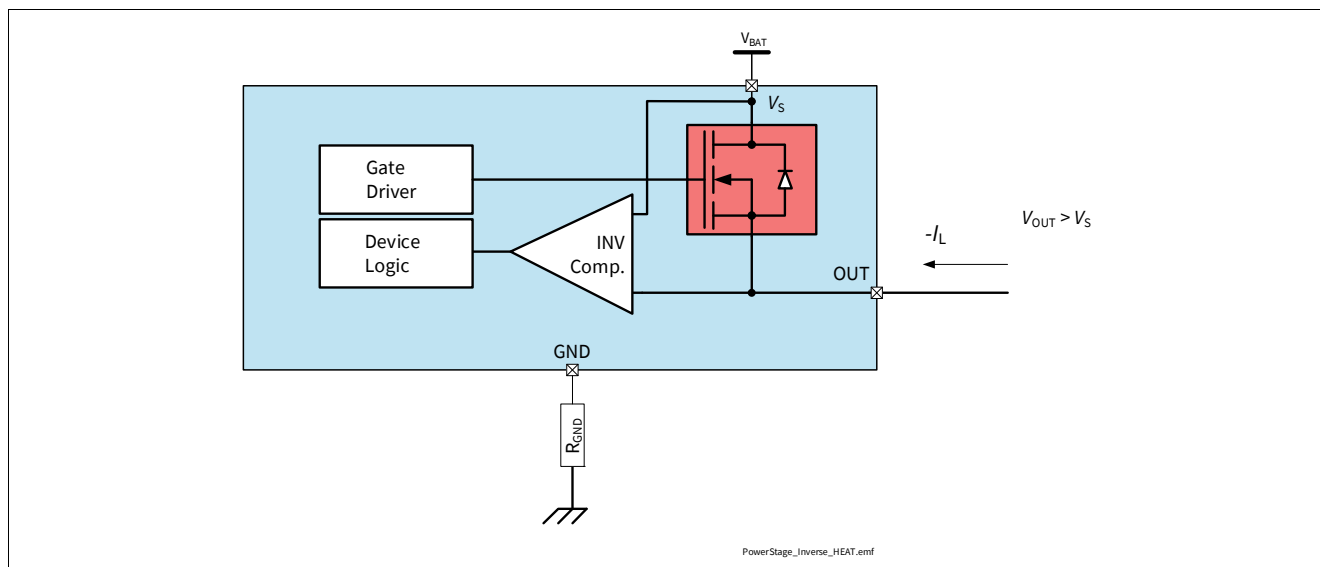 VBAT
VS
Gate
Driver
Device
Logic
INV
Comp.
-IL
VOUT > VS
OUT
GND
RGND
PowerStage_Inverse_HEAT.emf